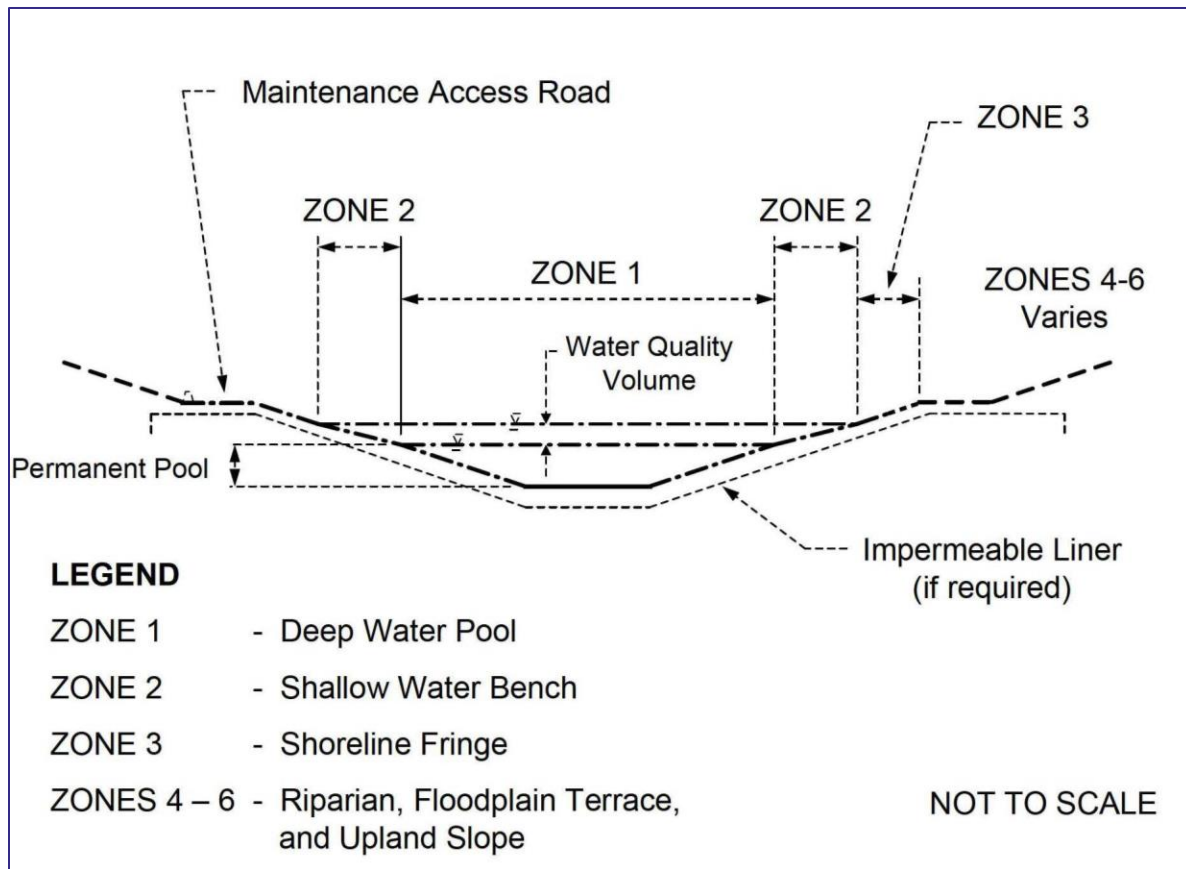 Maintenance Access Road
ZONE 3
ZONE 2
ZONE 2
ZONE 1
ZONES 4-6
Varies
Water Quality
Volume
Permanent Pool
Impermeable Liner
(if required)
LEGEND
ZONE 1 - Deep Water Pool
ZONE 2 - Shallow Water Bench
ZONE 3 - Shoreline Fringe
ZONES 4 – 6 - Riparian, Floodplain Terrace,
and Upland Slope
NOT TO SCALE